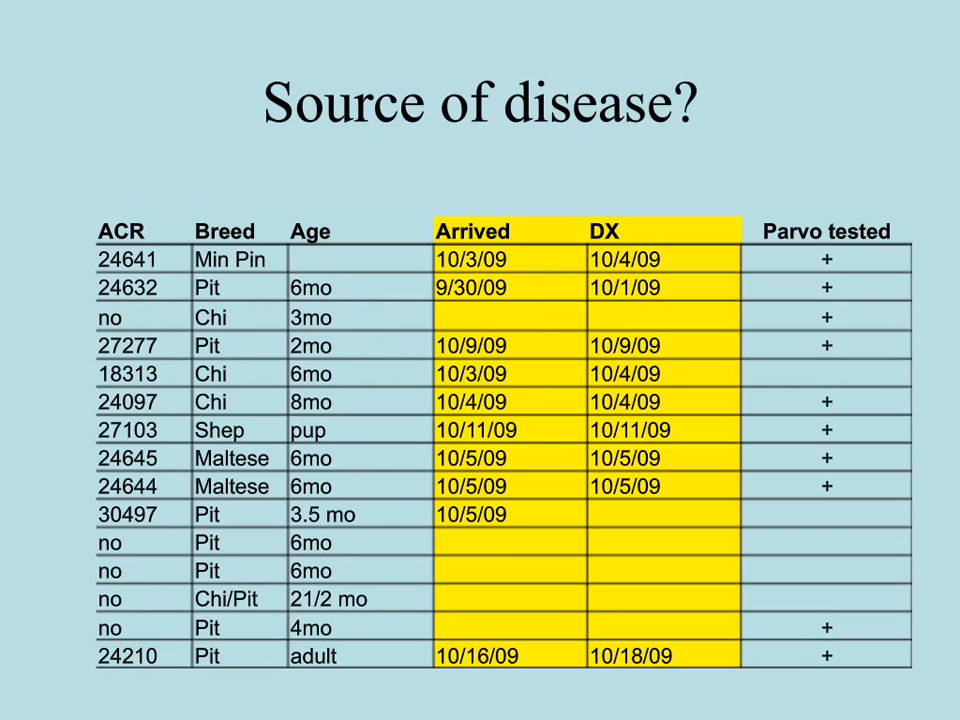 Source of disease?
ACR Breed Age Arrived DX Parvo tested
24641 Min Pin 10/3/09 10/4/09 +
24632 Pit 6mo 9/30/09 10/1/09 +
no Chi 3mo +
27277 Pit 2mo 10/9/09 10/9/09 +
18313 Chi 6mo 10/3/09 10/4/09
24097 Chi 8mo 10/4/09 10/4/09 +
27103 Shep pup 10/11/09 10/11/09 +
24645 Maltese 6mo 10/5/09 10/5/09 +
24644 Maltese 6mo 10/5/09 10/5/09 +
30497 Pit 3.5 mo 10/5/09
no Pit 6mo
no Pit 6mo
no Chi/Pit 21/2 mo
no Pit 4mo +
24210 Pit adult 10/16/09 10/18/09 +